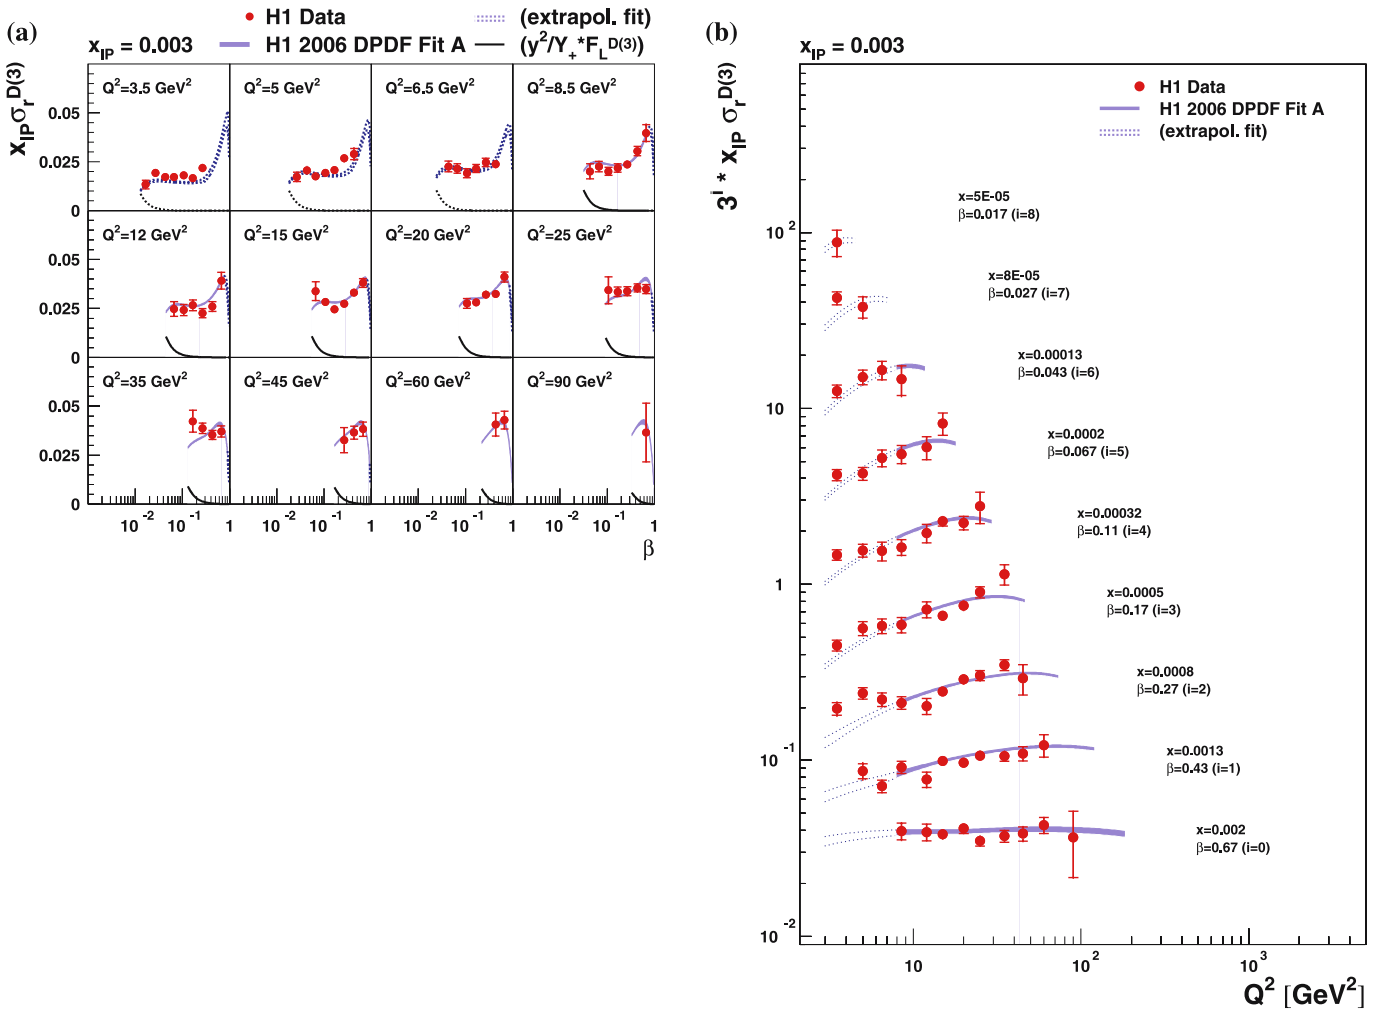 (a)
H1 Data
(extrapol. fit)
x_IP = 0.003
H1 2006 DPDF Fit A
(y²/Y₊*F_L^D(3))
x_IP σ_r^D(3)
Q²=3.5 GeV²
Q²=5 GeV²
Q²=6.5 GeV²
Q²=8.5 GeV²
0.05
0.025
0
Q²=12 GeV²
Q²=15 GeV²
Q²=20 GeV²
Q²=25 GeV²
0.05
0.025
0
Q²=35 GeV²
Q²=45 GeV²
Q²=60 GeV²
Q²=90 GeV²
0.05
0.025
0
10⁻² 10⁻¹ 1
10⁻² 10⁻¹ 1
10⁻² 10⁻¹ 1
10⁻² 10⁻¹ 1
β
(b)
x_IP = 0.003
3^i * x_IP σ_r^D(3)
H1 Data
H1 2006 DPDF Fit A
(extrapol. fit)
x=5E-05
β=0.017 (i=8)
10²
x=8E-05
β=0.027 (i=7)
x=0.00013
β=0.043 (i=6)
10
x=0.0002
β=0.067 (i=5)
x=0.00032
β=0.11 (i=4)
1
x=0.0005
β=0.17 (i=3)
x=0.0008
β=0.27 (i=2)
10⁻¹
x=0.0013
β=0.43 (i=1)
x=0.002
β=0.67 (i=0)
10⁻²
10 10² 10³
Q² [GeV²]